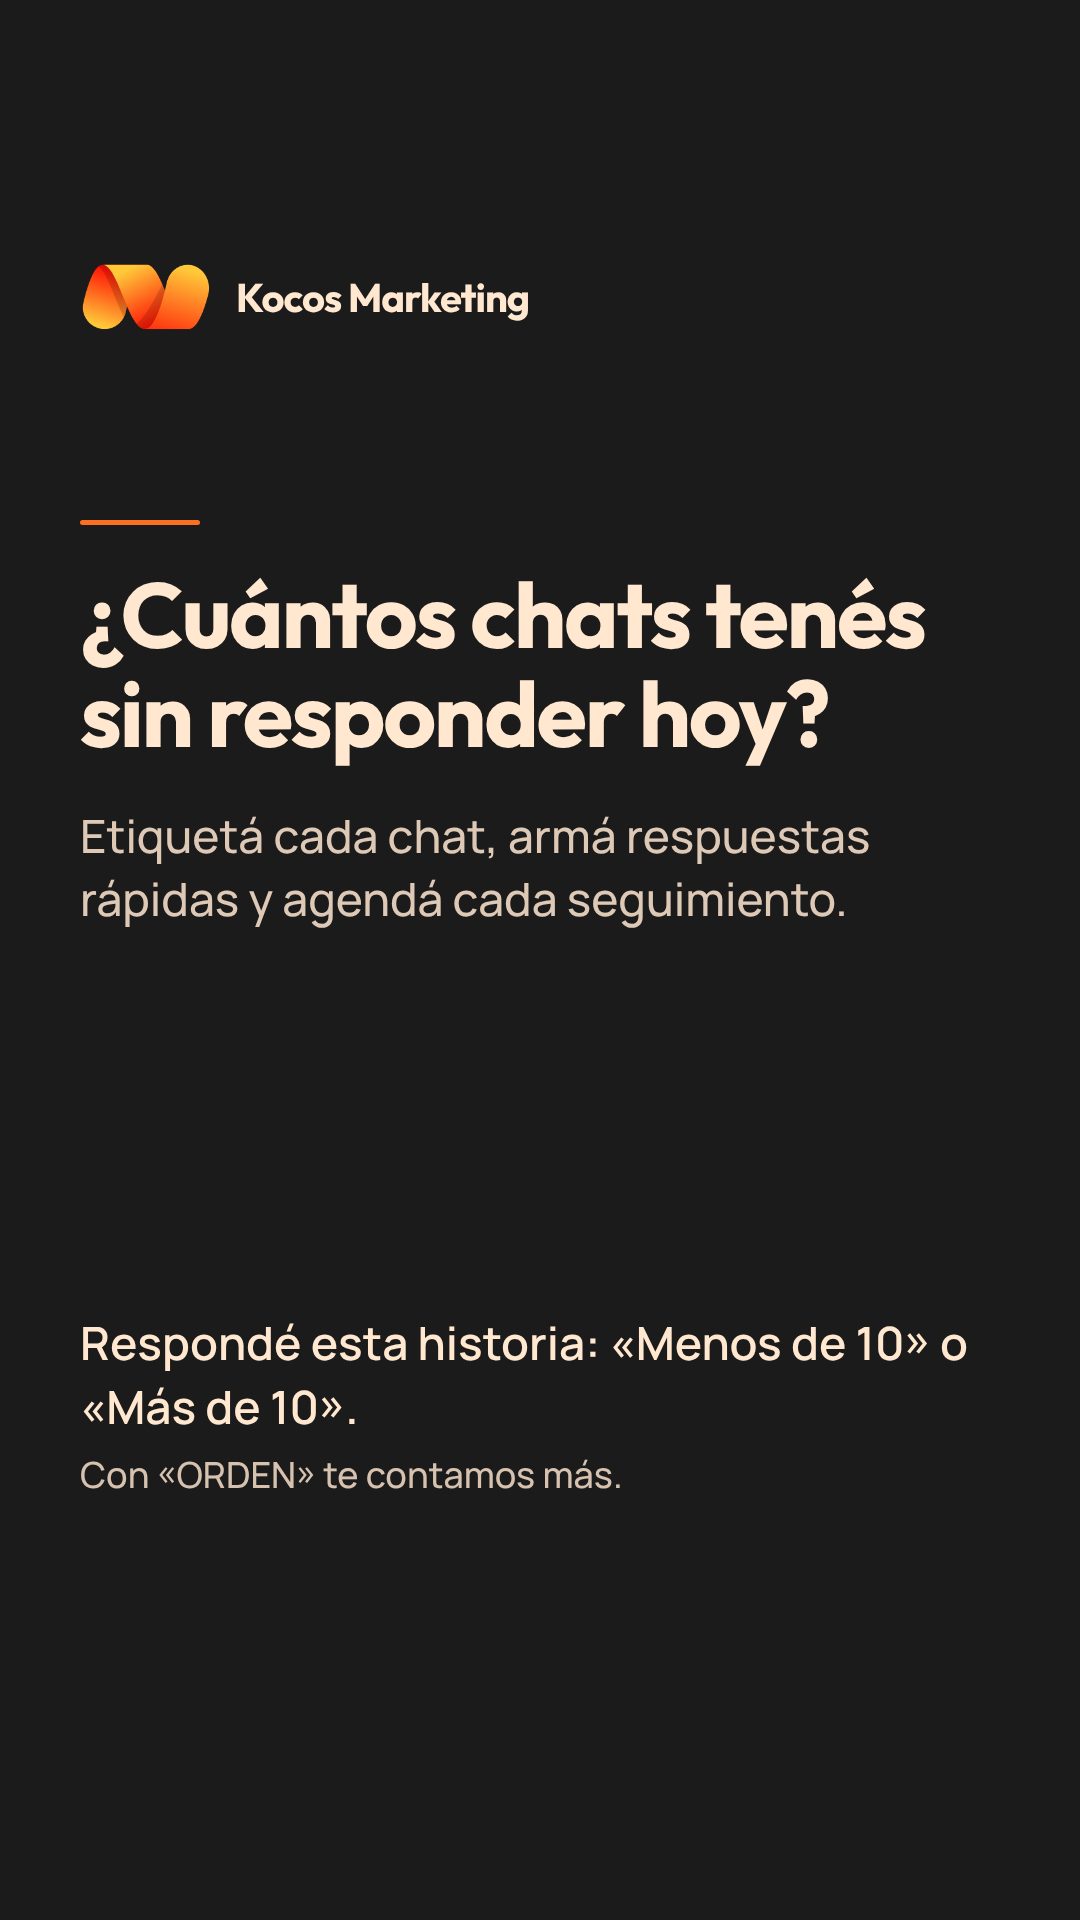 Kocos Marketing
¿Cuántos chats tenés
sin responder hoy?
Etiquetá cada chat, armá respuestas
rápidas y agendá cada seguimiento.
Respondé esta historia: «Menos de 10» o
«Más de 10».
Con «ORDEN» te contamos más.